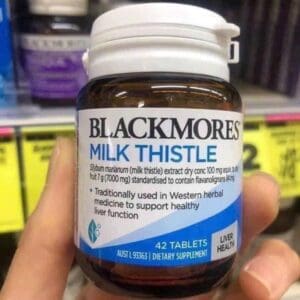 BLACKMORES®
MILK THISTLE
Silybum marianum (milk thistle) extract dry conc 100 mg equiv. to dry
fruit 7 g (7000 mg) standardised to contain flavanolignans
• Traditionally used in Western herbal
medicine to support healthy
liver function
LIVER
HEALTH
42 TABLETS
AUST L 93363 | DIETARY SUPPLEMENT